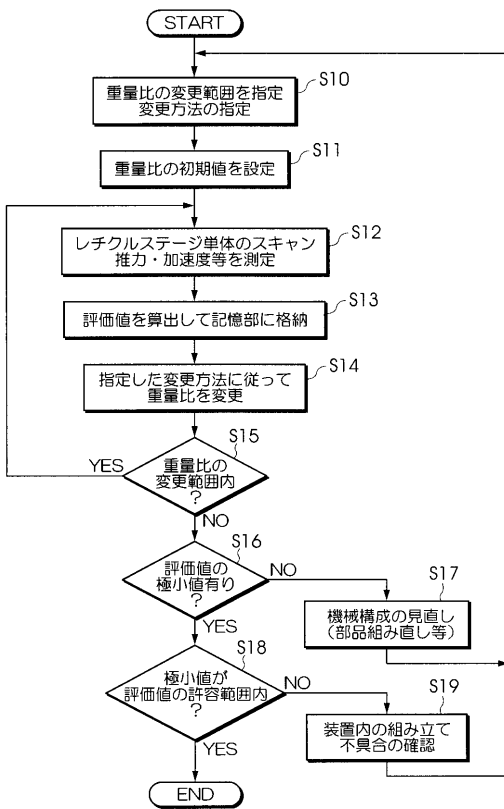 START
S10
重量比の変更範囲を指定
変更方法の指定
S11
重量比の初期値を設定
S12
レチクルステージ単体のスキャン
推力・加速度等を測定
S13
評価値を算出して記憶部に格納
S14
指定した変更方法に従って
重量比を変更
S15
YES
重量比の
変更範囲内
?
NO
S16
評価値の
極小値有り
?
NO
YES
S17
機械構成の見直し
(部品組み直し等)
S18
極小値が
評価値の許容範囲内
?
NO
YES
S19
装置内の組み立て
不具合の確認
END